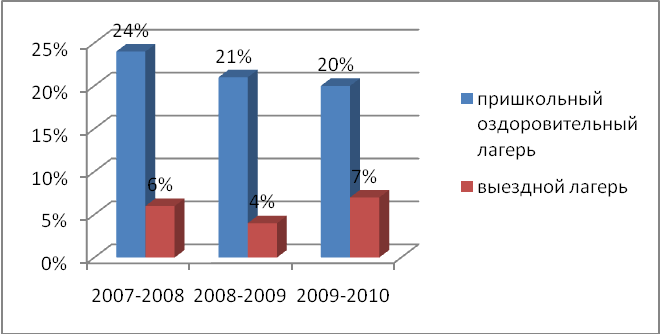 24%
25%
21%
20%
20%
15%
10%
6%
7%
4%
5%
0%
2007-2008 2008-2009 2009-2010
пришкольный
оздоровительный
лагерь
выездной лагерь